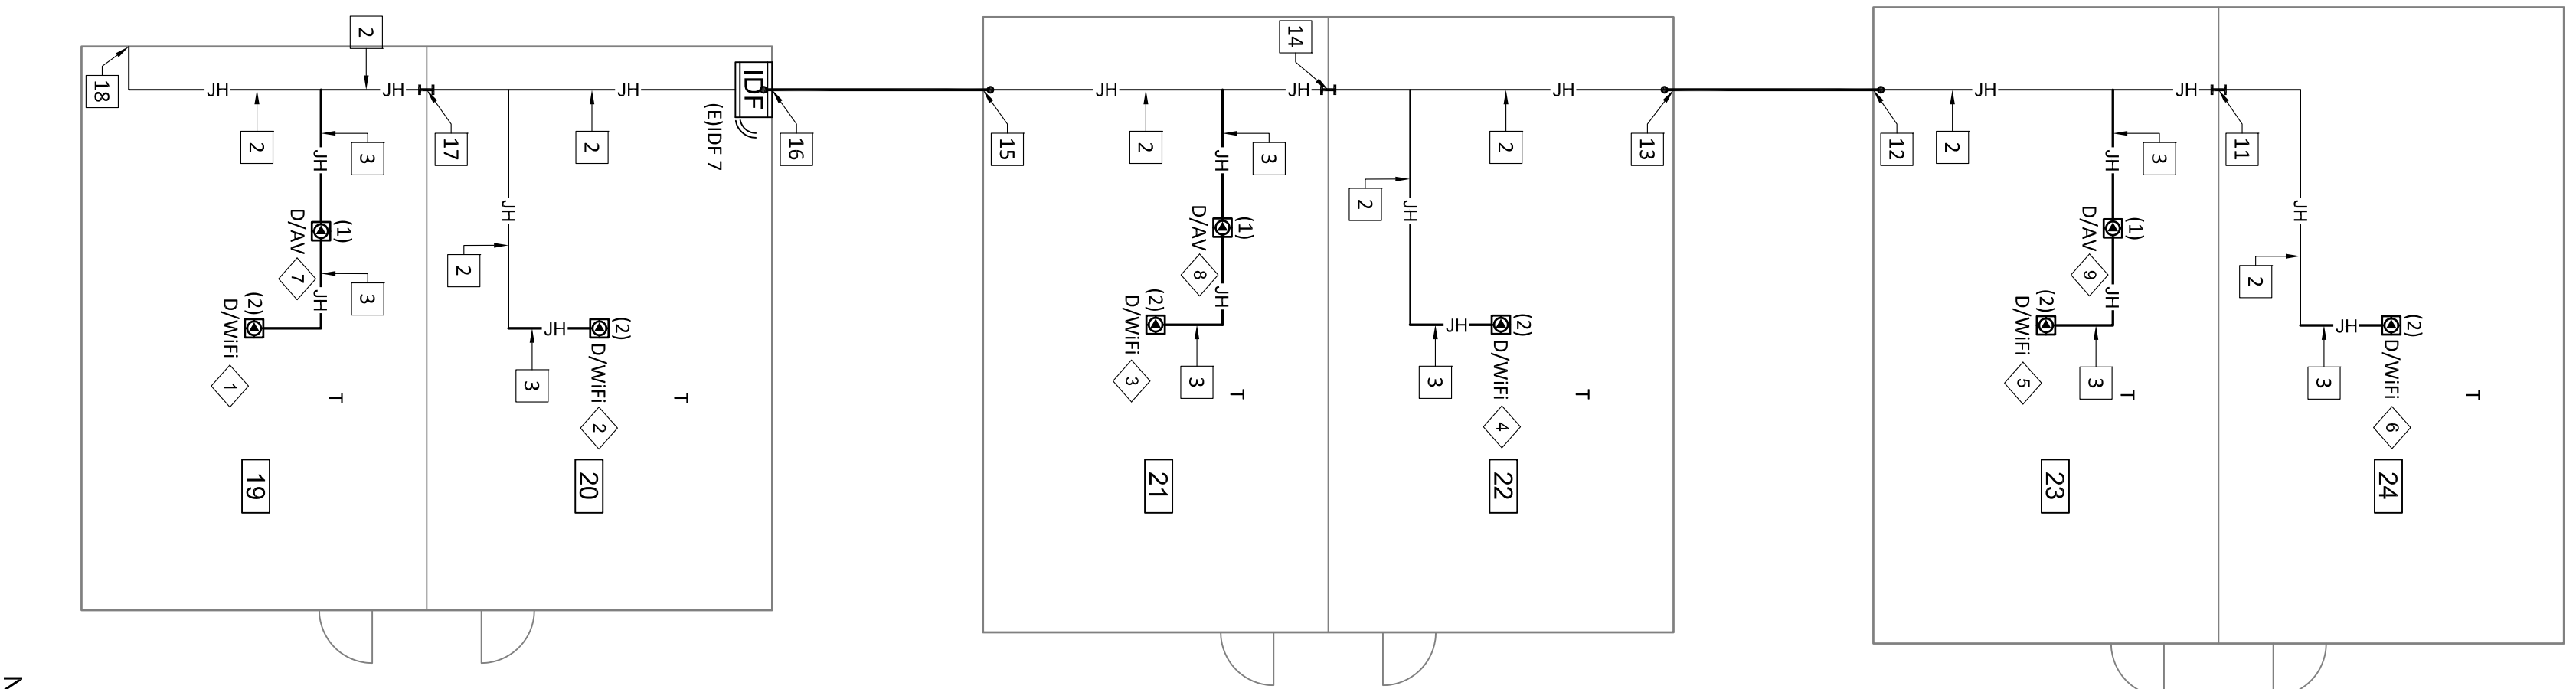 2
18
JH
2
JH
3
JH
(1)
D/AV
7
3
JH
(2)
D/WiFi
1
T
19
17
JH
2
JH
2
JH
3
(2)
D/WiFi
2
T
20
IDF
(E)IDF 7
16
15
JH
2
JH
3
JH
(1)
D/AV
8
JH
(2)
D/WiFi
3
3
T
21
14
JH
2
JH
2
JH
3
(2)
D/WiFi
4
T
22
13
12
JH
2
JH
3
JH
(1)
D/AV
9
JH
(2)
D/WiFi
5
3
T
23
11
JH
2
JH
3
(2)
D/WiFi
6
T
24